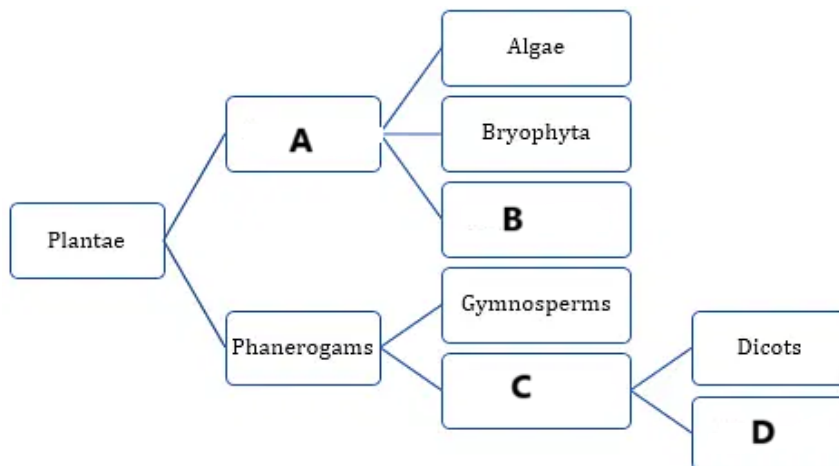 Algae
A
Bryophyta
B
Plantae
Phanerogams
Gymnosperms
C
Dicots
D